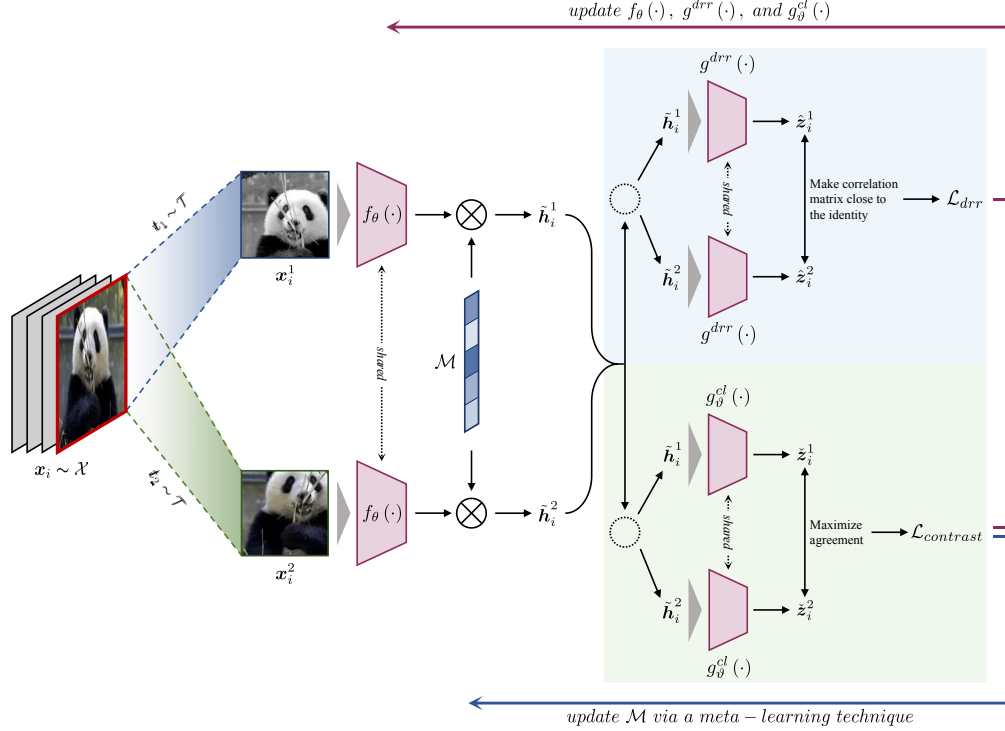 update f_θ(·), g^{drr}(·), and g_ϑ^{cl}(·)
g^{drr}(·)
h̃_i^1
ẑ_i^1
t_1 ~ 𝒯
f_θ(·)
h̃_i^1
shared
Make correlation
matrix close to
the identity
ℒ_{drr}
x_i^1
h̃_i^2
ẑ_i^2
g^{drr}(·)
shared
ℳ
g_ϑ^{cl}(·)
x_i ~ 𝒳
t_2 ~ 𝒯
h̃_i^1
ž_i^1
f_θ(·)
h̃_i^2
shared
Maximize
agreement
ℒ_{contrast}
x_i^2
h̃_i^2
ž_i^2
g_ϑ^{cl}(·)
update ℳ via a meta − learning technique